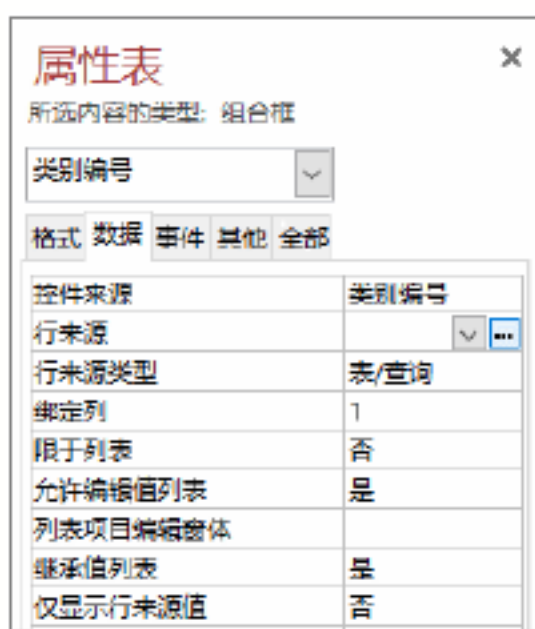 属性表
所选内容的类型: 组合框
类别编号
格式 数据 事件 其他 全部
控件来源 类别编号
行来源
行来源类型 表/查询
绑定列 1
限于列表 否
允许编辑值列表 是
列表项目编辑窗体
继承值列表 是
仅显示行来源值 否